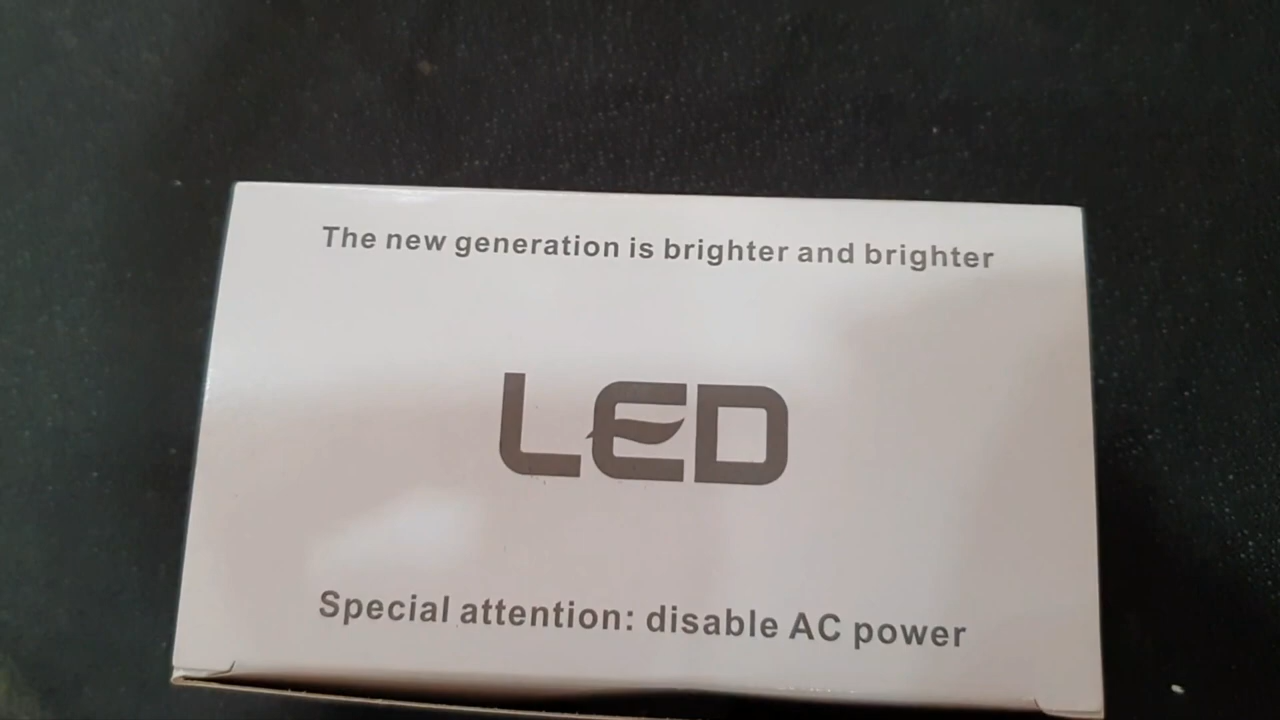 The new generation is brighter and brighter
LED
Special attention: disable AC power